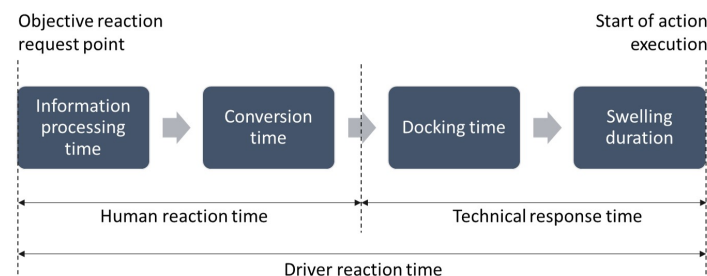 Objective reaction
request point
Start of action
execution
Information
processing
time
Conversion
time
Docking time
Swelling
duration
Human reaction time
Technical response time
Driver reaction time